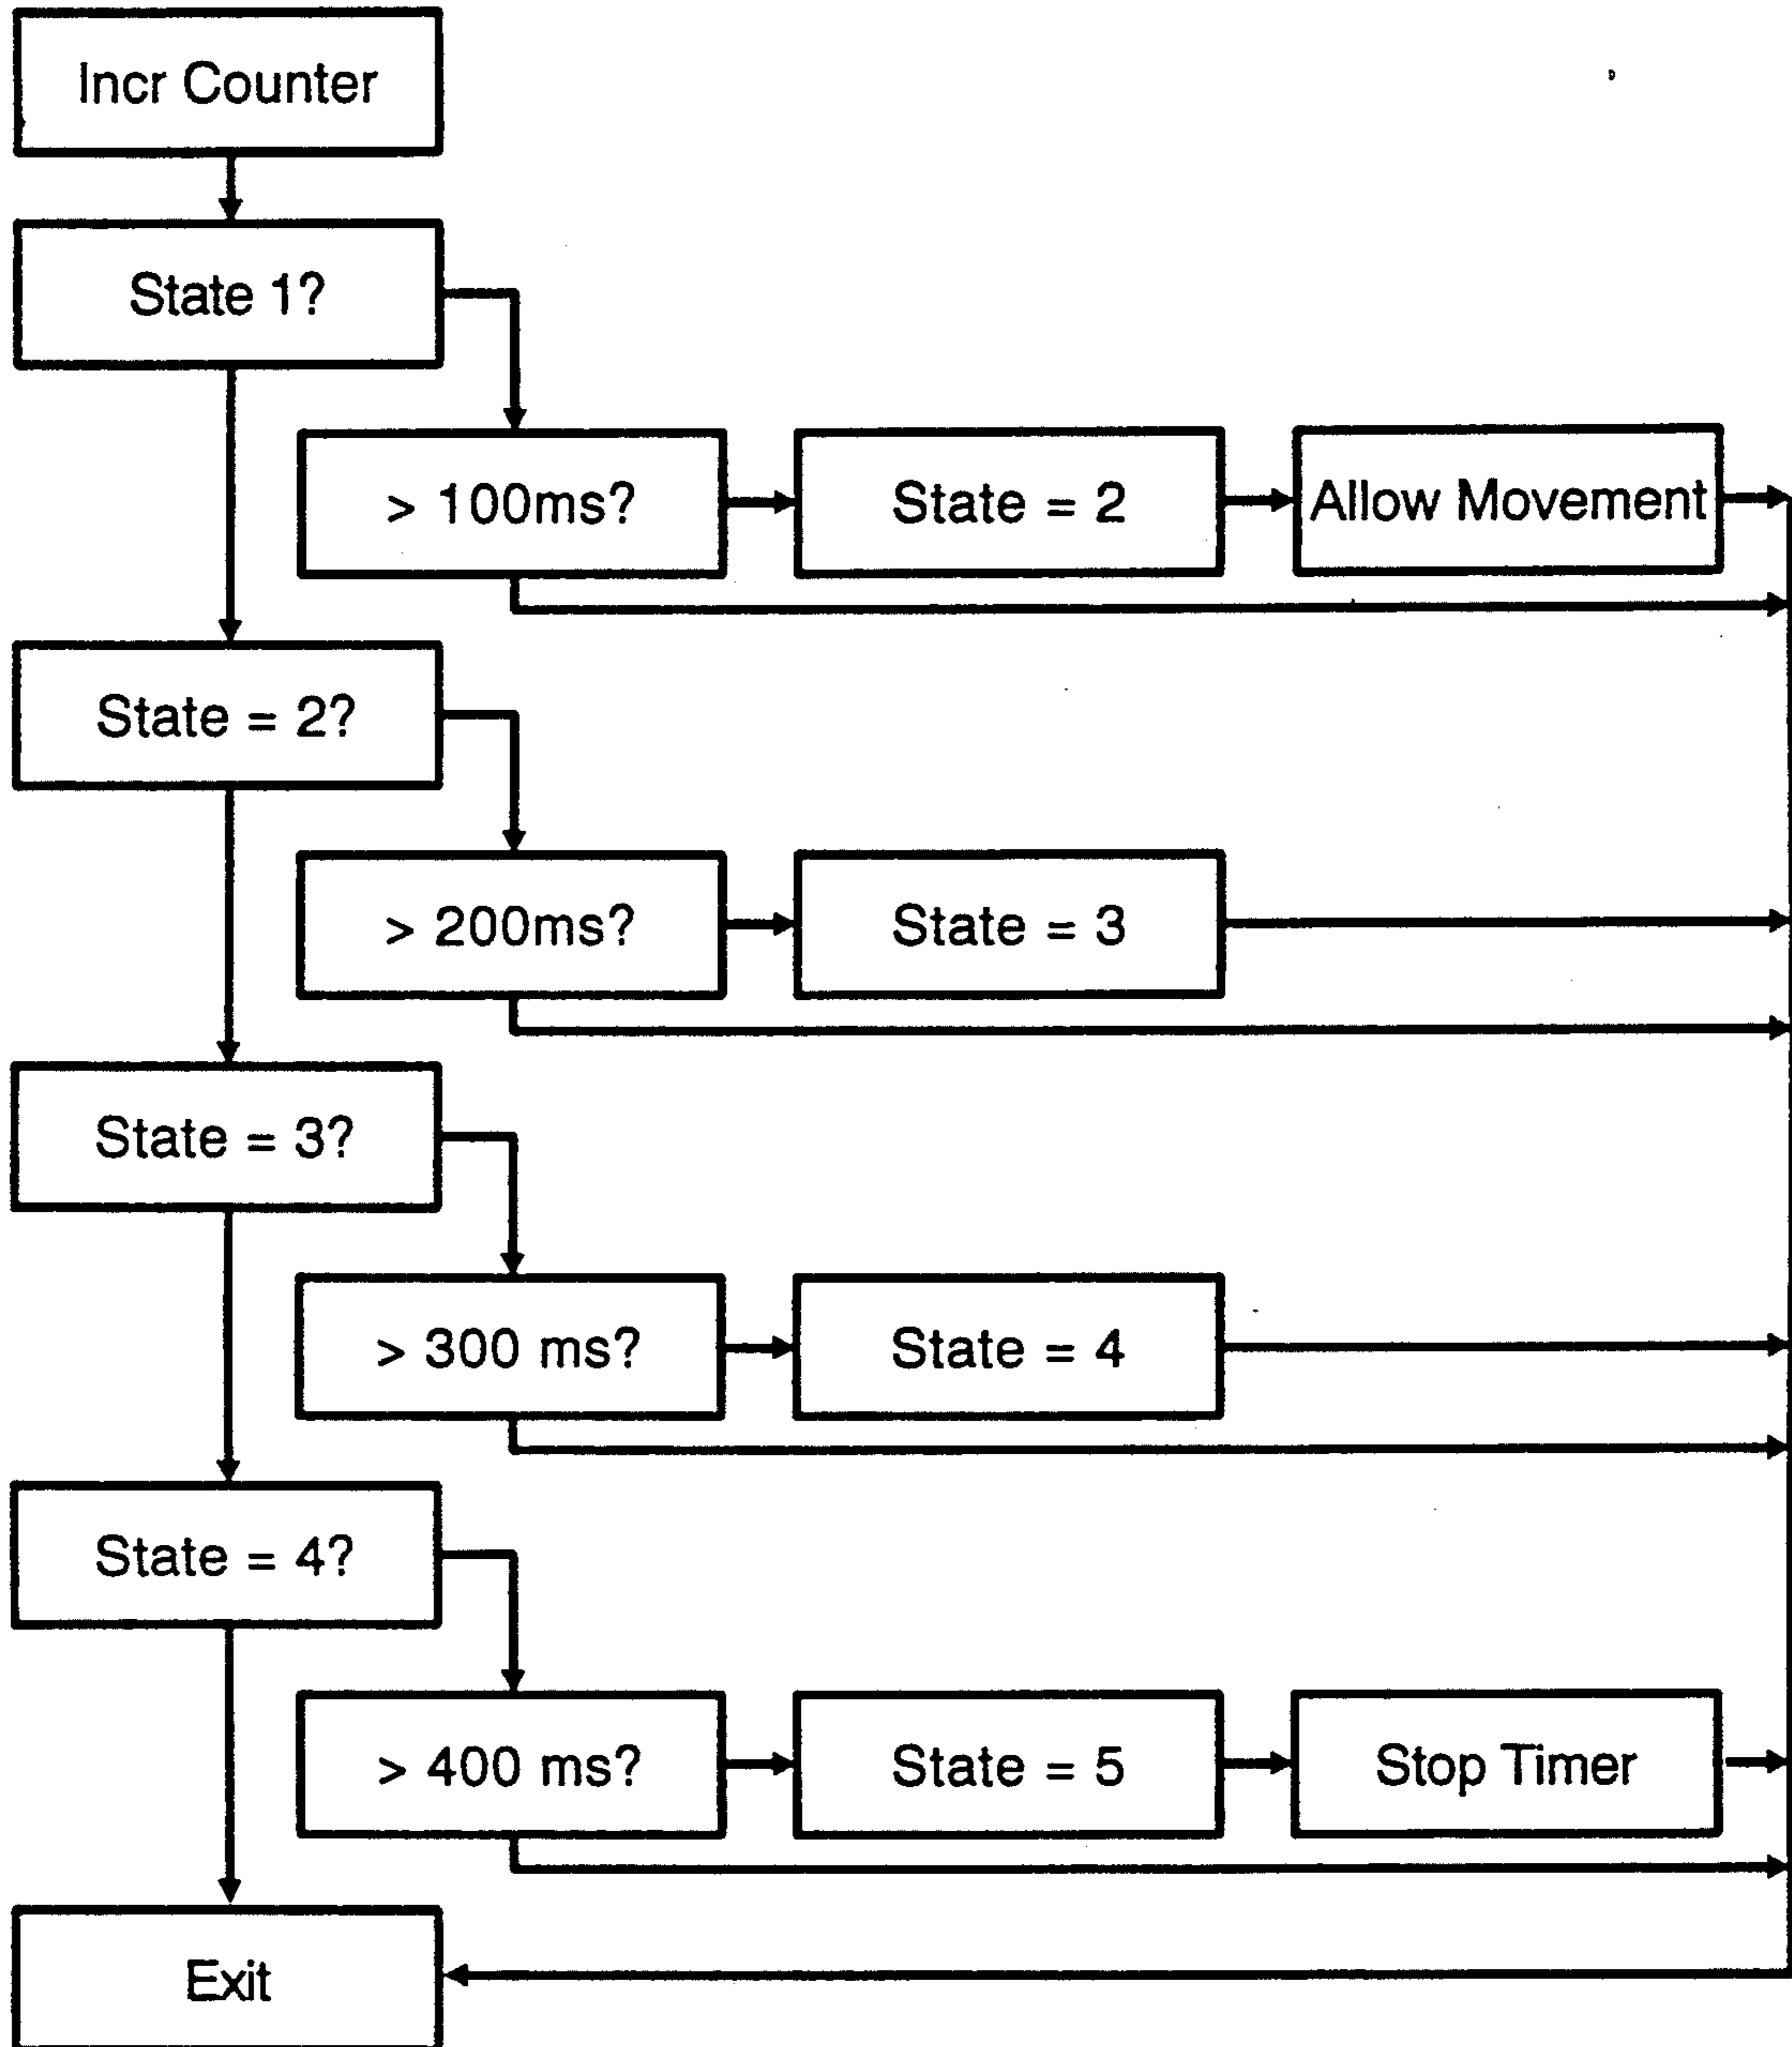 Incr Counter
State 1?
> 100ms?
State = 2
Allow Movement
State = 2?
> 200ms?
State = 3
State = 3?
> 300 ms?
State = 4
State = 4?
> 400 ms?
State = 5
Stop Timer
Exit